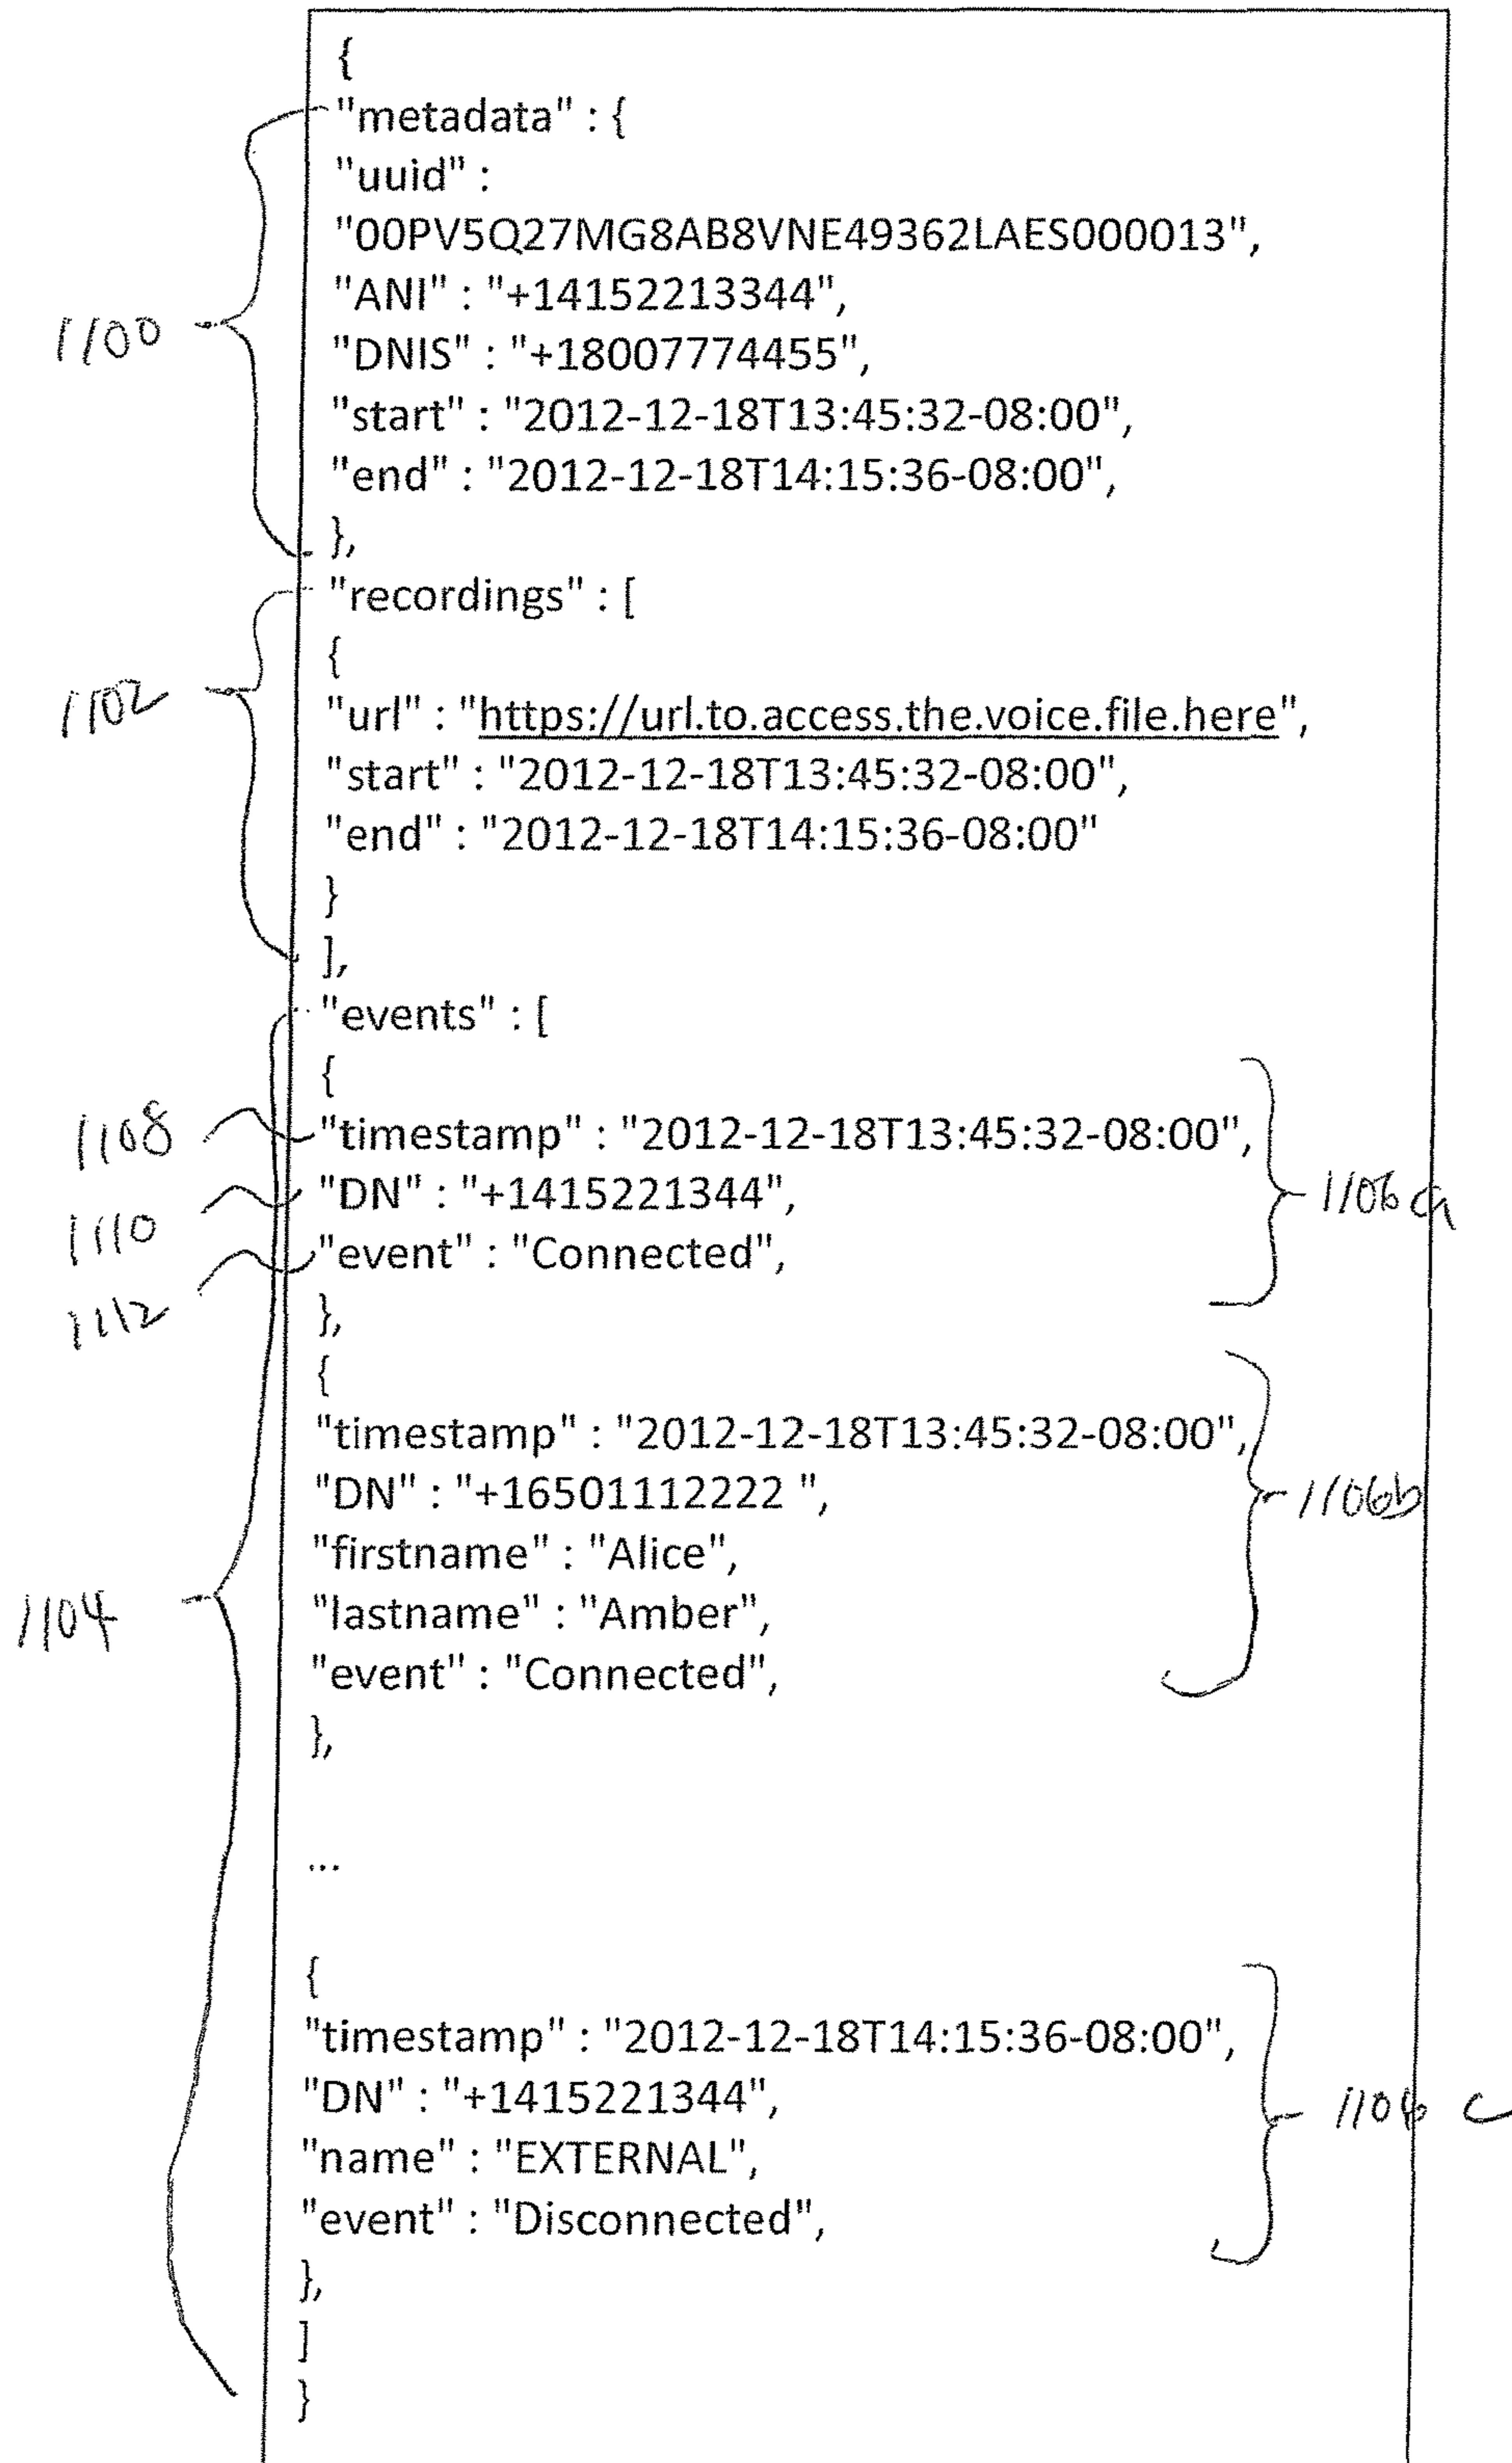 {
"metadata" : {
"uuid" :
"00PV5Q27MG8AB8VNE49362LAES000013",
"ANI" : "+14152213344",
1100
"DNIS" : "+18007774455",
"start" : "2012-12-18T13:45:32-08:00",
"end" : "2012-12-18T14:15:36-08:00",
},
"recordings" : [
{
1102
"url" : "https://url.to.access.the.voice.file.here",
"start" : "2012-12-18T13:45:32-08:00",
"end" : "2012-12-18T14:15:36-08:00"
}
],
"events" : [
{
1108 "timestamp" : "2012-12-18T13:45:32-08:00",
1110 "DN" : "+1415221344", 1106a
1112 "event" : "Connected",
},
{
"timestamp" : "2012-12-18T13:45:32-08:00",
"DN" : "+16501112222 ", 1106b
"firstname" : "Alice",
1104 "lastname" : "Amber",
"event" : "Connected",
},
...
{
"timestamp" : "2012-12-18T14:15:36-08:00",
"DN" : "+1415221344", 1106 c
"name" : "EXTERNAL",
"event" : "Disconnected",
},
]
}